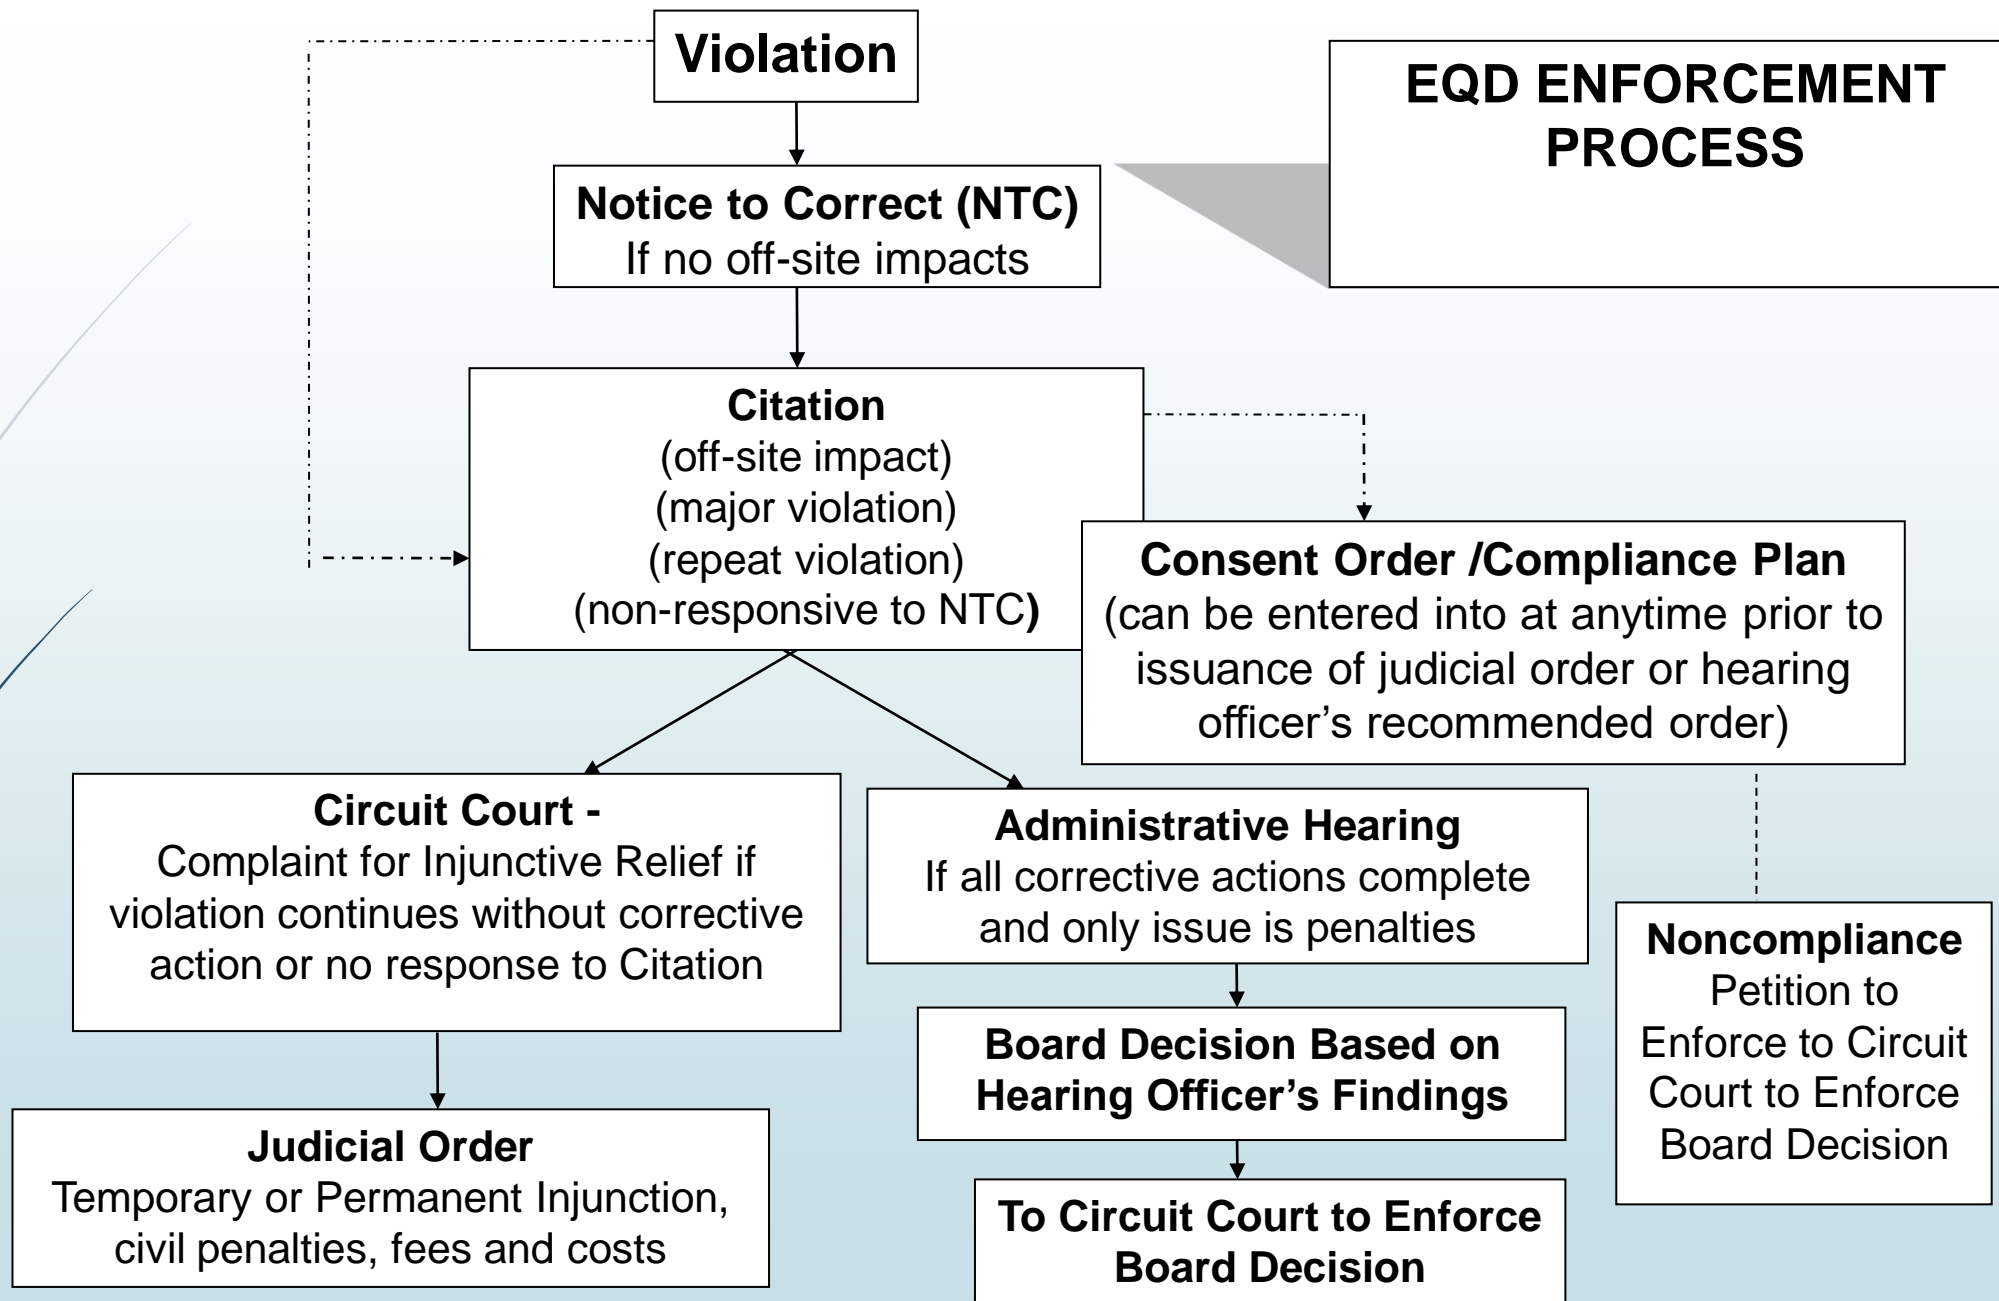 Violation
EQD ENFORCEMENT
PROCESS
Notice to Correct (NTC)
If no off-site impacts
Citation
(off-site impact)
(major violation)
(repeat violation)
(non-responsive to NTC)
Consent Order /Compliance Plan
(can be entered into at anytime prior to
issuance of judicial order or hearing
officer’s recommended order)
Circuit Court -
Complaint for Injunctive Relief if
violation continues without corrective
action or no response to Citation
Administrative Hearing
If all corrective actions complete
and only issue is penalties
Noncompliance
Petition to
Enforce to Circuit
Court to Enforce
Board Decision
Board Decision Based on
Hearing Officer’s Findings
Judicial Order
Temporary or Permanent Injunction,
civil penalties, fees and costs
To Circuit Court to Enforce
Board Decision